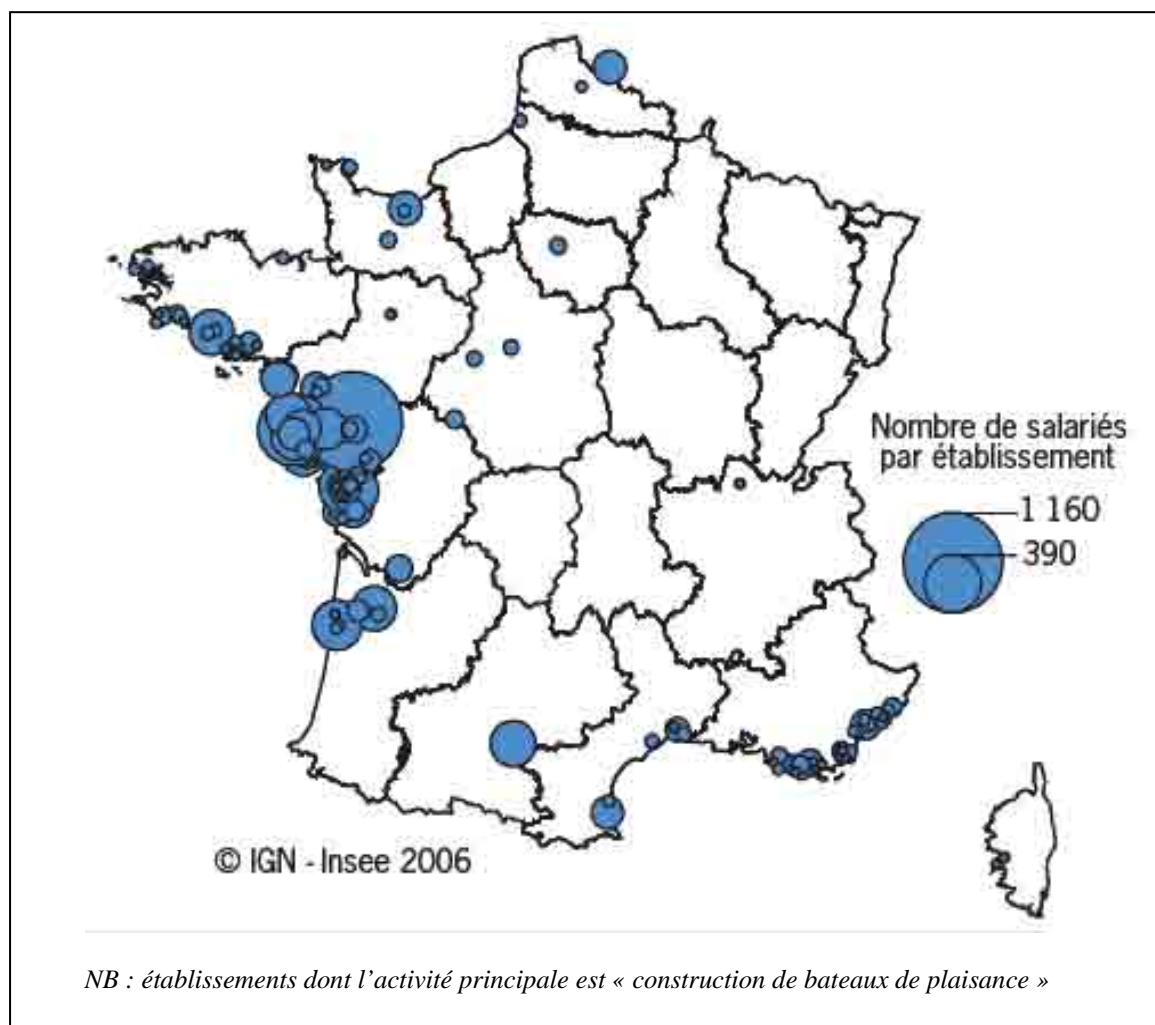 Nombre de salariés
par établissement
1 160
390
© IGN - Insee 2006
NB : établissements dont l’activité principale est « construction de bateaux de plaisance »